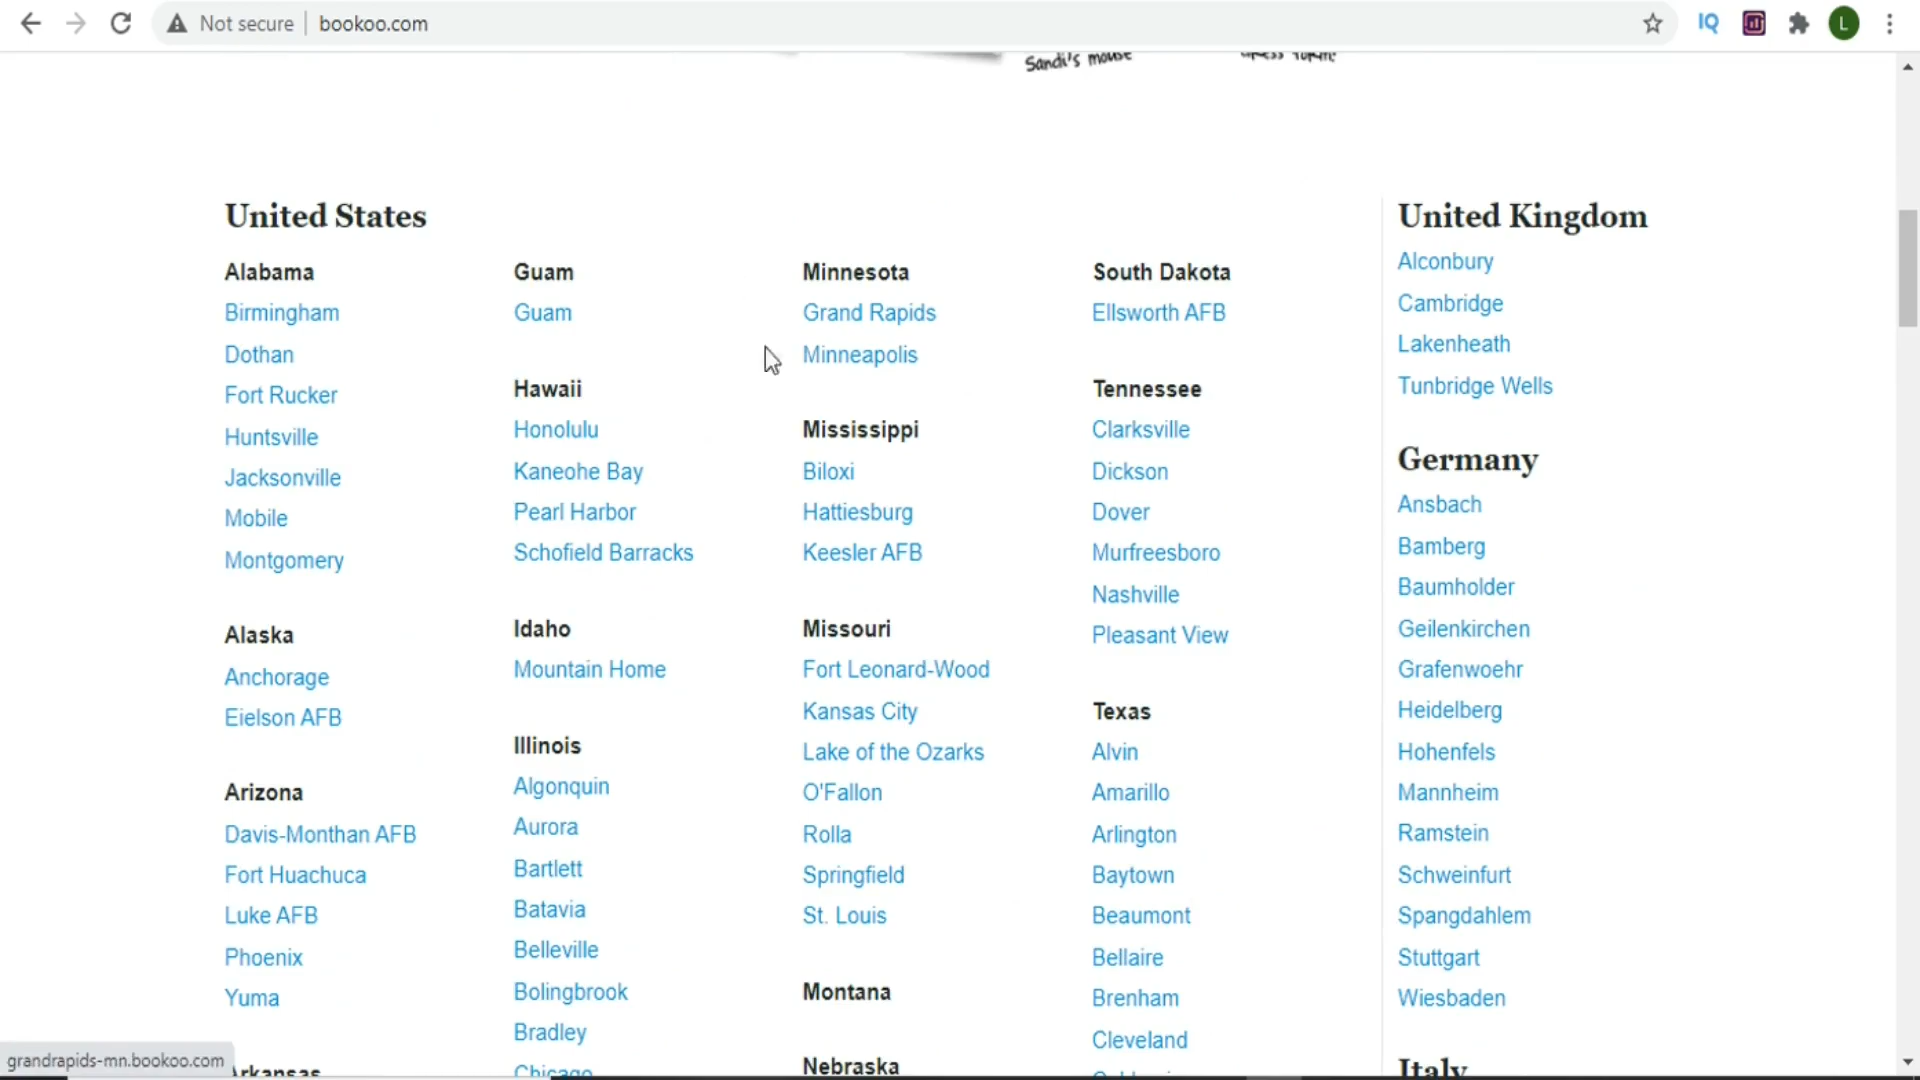 Not secure
bookoo.com
IQ
L
Sandi's mouse
United States
Alabama
Birmingham
Dothan
Fort Rucker
Huntsville
Jacksonville
Mobile
Montgomery
Alaska
Anchorage
Eielson AFB
Arizona
Davis-Monthan AFB
Fort Huachuca
Luke AFB
Phoenix
Yuma
Arkansas
Guam
Guam
Hawaii
Honolulu
Kaneohe Bay
Pearl Harbor
Schofield Barracks
Idaho
Mountain Home
Illinois
Algonquin
Aurora
Bartlett
Batavia
Belleville
Bolingbrook
Bradley
Chicago
Minnesota
Grand Rapids
Minneapolis
Mississippi
Biloxi
Hattiesburg
Keesler AFB
Missouri
Fort Leonard-Wood
Kansas City
Lake of the Ozarks
O'Fallon
Rolla
Springfield
St. Louis
Montana
Nebraska
South Dakota
Ellsworth AFB
Tennessee
Clarksville
Dickson
Dover
Murfreesboro
Nashville
Pleasant View
Texas
Alvin
Amarillo
Arlington
Baytown
Beaumont
Bellaire
Brenham
Cleveland
United Kingdom
Alconbury
Cambridge
Lakenheath
Tunbridge Wells
Germany
Ansbach
Bamberg
Baumholder
Geilenkirchen
Grafenwoehr
Heidelberg
Hohenfels
Mannheim
Ramstein
Schweinfurt
Spangdahlem
Stuttgart
Wiesbaden
Italy
grandrapids-mn.bookoo.com